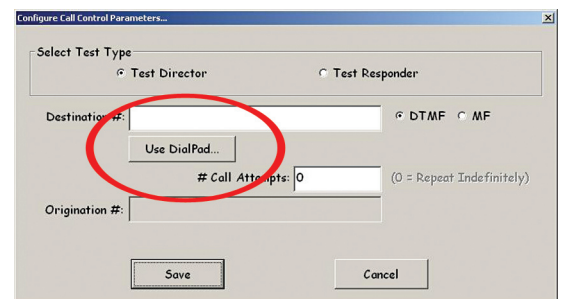 Configure Call Control Parameters...
Select Test Type
Test Director
Test Responder
Destination #:
DTMF
MF
Use DialPad...
# Call Attempts: 0 (0 = Repeat Indefinitely)
Origination #:
Save
Cancel